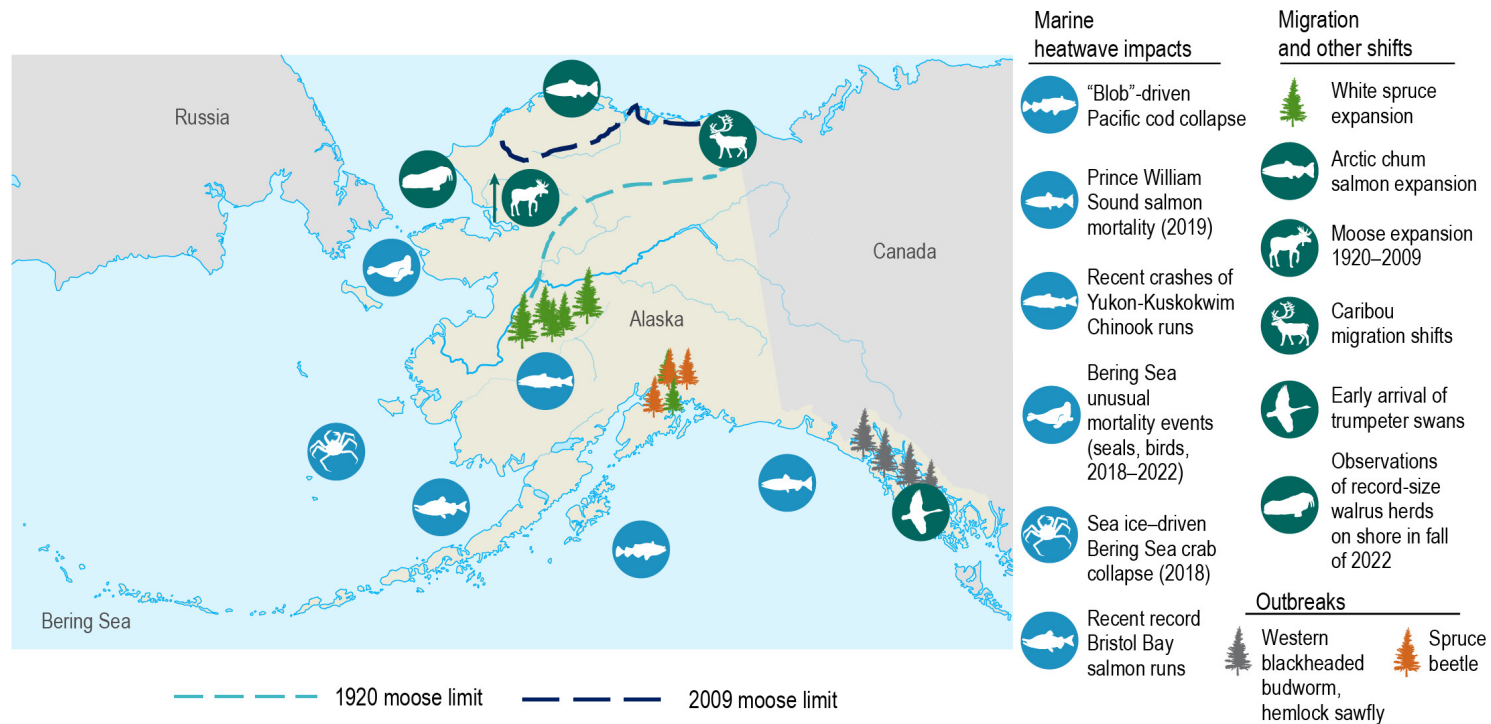 Russia
Canada
Alaska
Bering Sea
1920 moose limit
2009 moose limit
Marine
heatwave impacts
“Blob”-driven
Pacific cod collapse
Prince William
Sound salmon
mortality (2019)
Recent crashes of
Yukon-Kuskokwim
Chinook runs
Bering Sea
unusual
mortality events
(seals, birds,
2018–2022)
Sea ice–driven
Bering Sea crab
collapse (2018)
Recent record
Bristol Bay
salmon runs
Migration
and other shifts
White spruce
expansion
Arctic chum
salmon expansion
Moose expansion
1920–2009
Caribou
migration shifts
Early arrival of
trumpeter swans
Observations
of record-size
walrus herds
on shore in fall
of 2022
Outbreaks
Western
blackheaded
budworm,
hemlock sawfly
Spruce
beetle